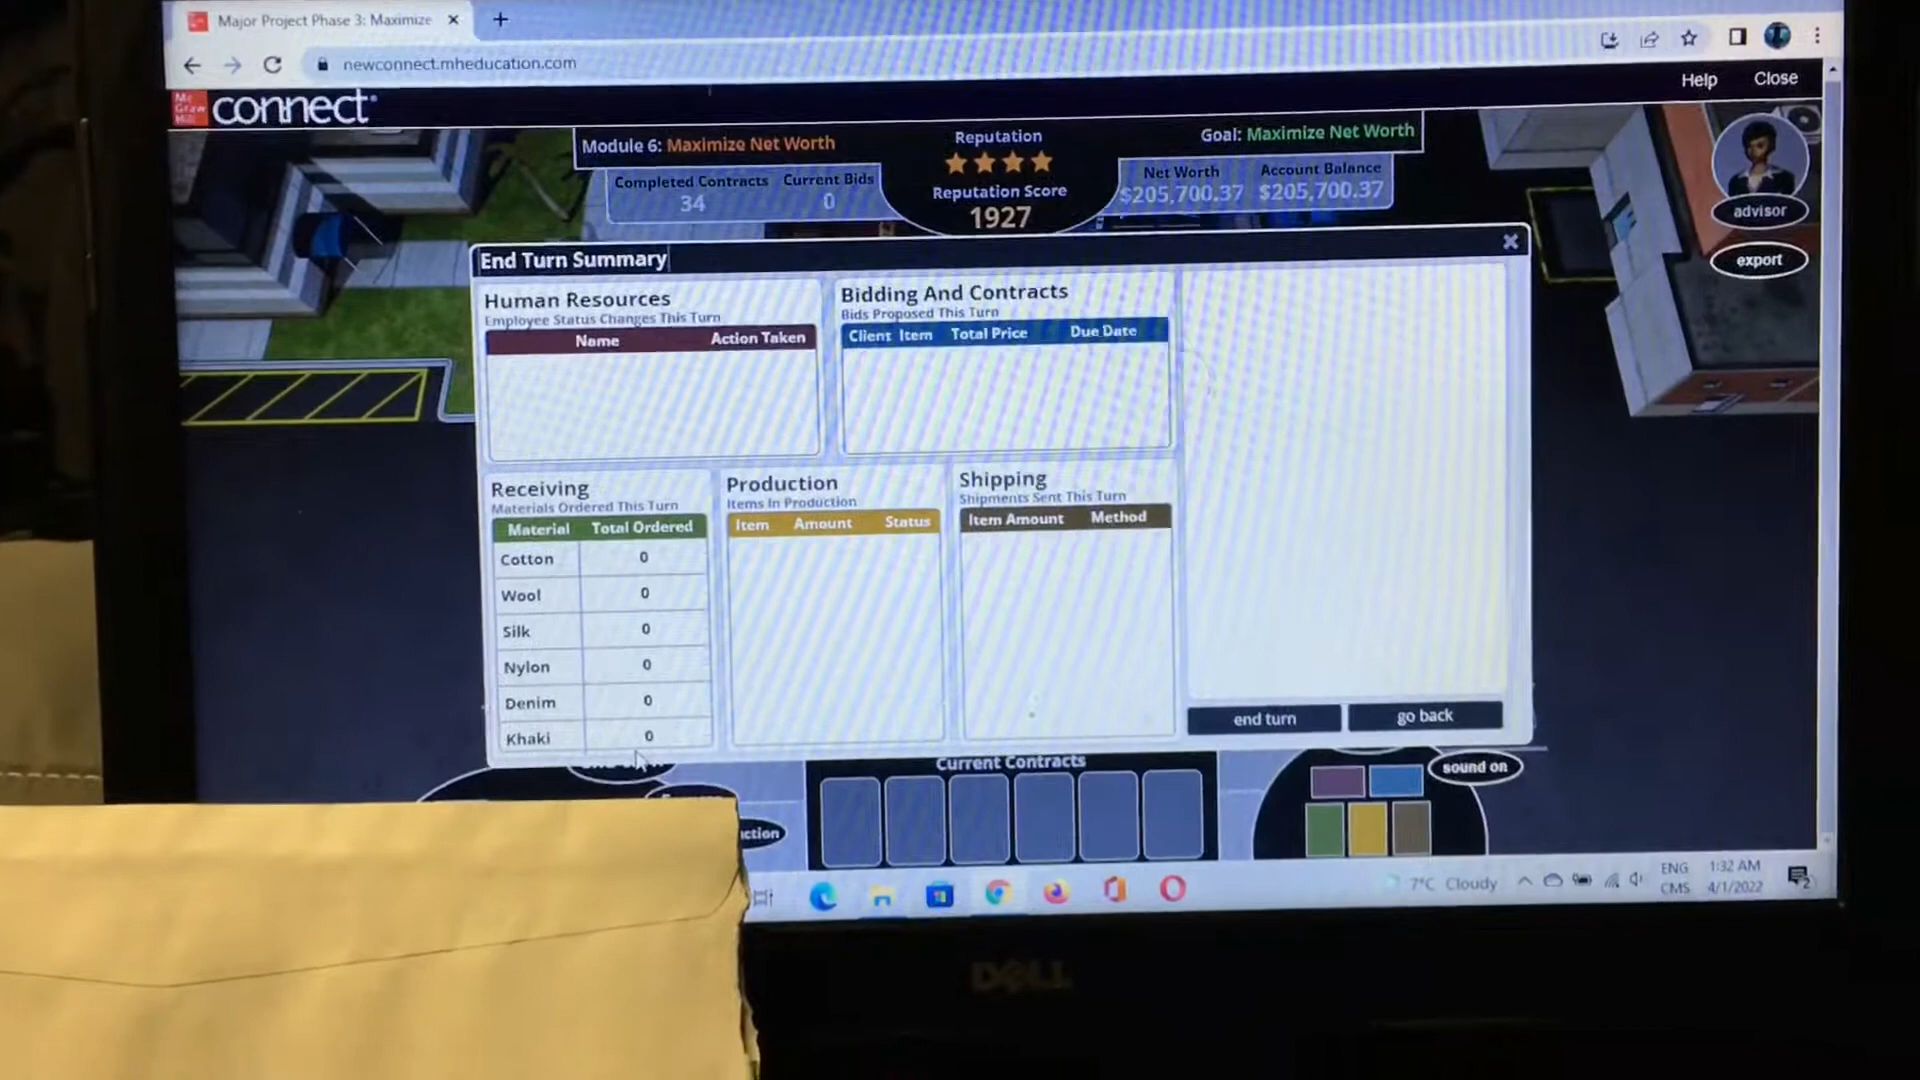 Major Project Phase 3: Maximize
newconnect.mheducation.com
Help Close
Mc
Graw
Hill
connect
Module 6: Maximize Net Worth
Reputation
Goal: Maximize Net Worth
Completed Contracts
34
Current Bids
0
Reputation Score
1927
Net Worth
$205,700.37
Account Balance
$205,700.37
advisor
export
End Turn Summary
Human Resources
Employee Status Changes This Turn
Name Action Taken
Bidding And Contracts
Bids Proposed This Turn
Client Item Total Price Due Date
Receiving
Materials Ordered This Turn
Material Total Ordered
Cotton 0
Wool 0
Silk 0
Nylon 0
Denim 0
Khaki 0
Production
Items In Production
Item Amount Status
Shipping
Shipments Sent This Turn
Item Amount Method
end turn go back
Current Contracts
sound on
ction
7°C Cloudy
ENG
CMS
1:32 AM
4/1/2022
2
DELL